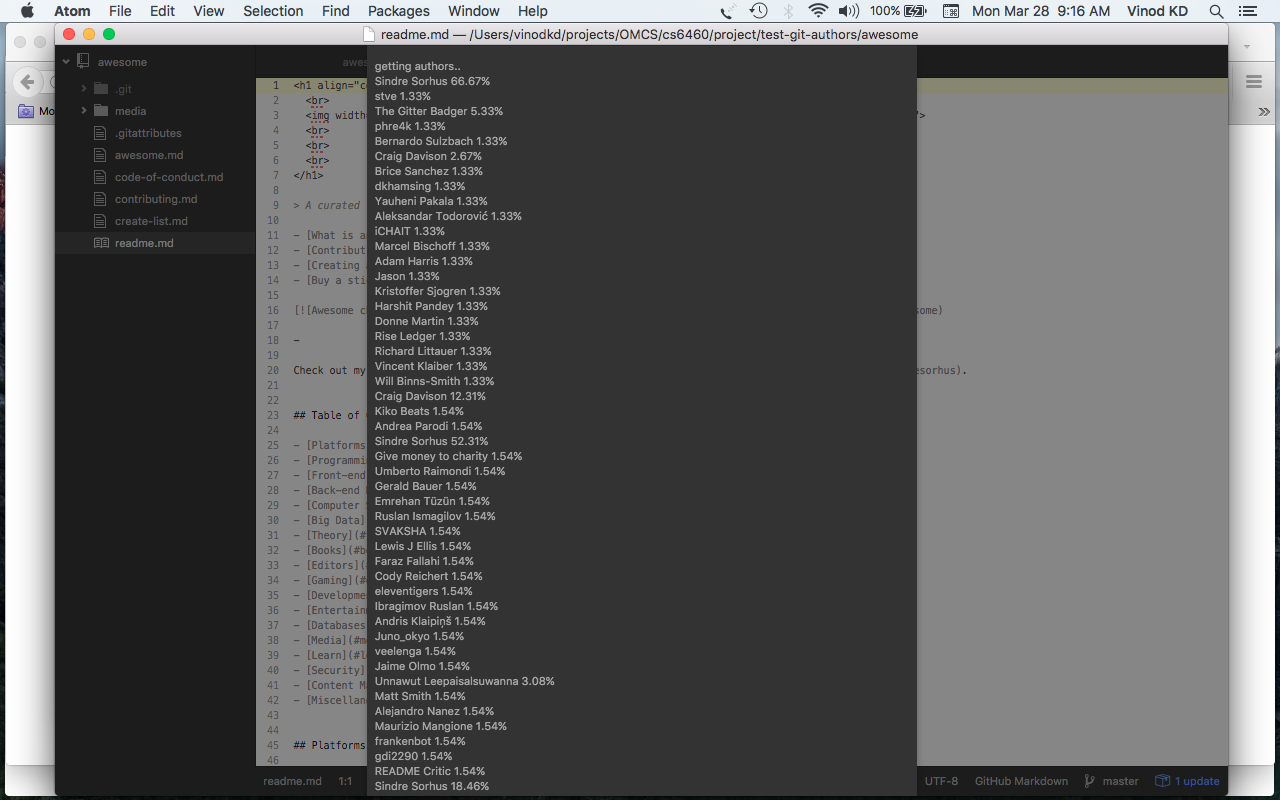 Atom File Edit View Selection Find Packages Window Help 100% Mon Mar 28 9:16 AM Vinod KD
readme.md — /Users/vinodkd/projects/OMCS/cs6460/project/test-git-authors/awesome
Mo
awesome
.git
media
.gitattributes
awesome.md
code-of-conduct.md
contributing.md
create-list.md
readme.md
awes
1 <h1 align="c
2 <br>
3 <img width= ">
4 <br>
5 <br>
6 <br>
7 </h1>
8
9 > A curated
10
11 - [What is a
12 - [Contribut
13 - [Creating
14 - [Buy a sti
15
16 [![Awesome c ome)
17
18 -
19
20 Check out my esorhus).
21
22
23 ## Table of
24
25 - [Platforms
26 - [Programmi
27 - [Front-end
28 - [Back-end
29 - [Computer
30 - [Big Data]
31 - [Theory](#
32 - [Books](#b
33 - [Editors](
34 - [Gaming](#
35 - [Developme
36 - [Entertain
37 - [Databases
38 - [Media](#m
39 - [Learn](#l
40 - [Security]
41 - [Content M
42 - [Miscellan
43
44
45 ## Platforms
46
getting authors..
Sindre Sorhus 66.67%
stve 1.33%
The Gitter Badger 5.33%
phre4k 1.33%
Bernardo Sulzbach 1.33%
Craig Davison 2.67%
Brice Sanchez 1.33%
dkhamsing 1.33%
Yauheni Pakala 1.33%
Aleksandar Todorović 1.33%
iCHAIT 1.33%
Marcel Bischoff 1.33%
Adam Harris 1.33%
Jason 1.33%
Kristoffer Sjogren 1.33%
Harshit Pandey 1.33%
Donne Martin 1.33%
Rise Ledger 1.33%
Richard Littauer 1.33%
Vincent Klaiber 1.33%
Will Binns-Smith 1.33%
Craig Davison 12.31%
Kiko Beats 1.54%
Andrea Parodi 1.54%
Sindre Sorhus 52.31%
Give money to charity 1.54%
Umberto Raimondi 1.54%
Gerald Bauer 1.54%
Emrehan Tüzün 1.54%
Ruslan Ismagilov 1.54%
SVAKSHA 1.54%
Lewis J Ellis 1.54%
Faraz Fallahi 1.54%
Cody Reichert 1.54%
eleventigers 1.54%
Ibragimov Ruslan 1.54%
Andris Klaipiņš 1.54%
Juno_okyo 1.54%
veelenga 1.54%
Jaime Olmo 1.54%
Unnawut Leepaisalsuwanna 3.08%
Matt Smith 1.54%
Alejandro Nanez 1.54%
Maurizio Mangione 1.54%
frankenbot 1.54%
gdi2290 1.54%
README Critic 1.54%
Sindre Sorhus 18.46%
readme.md 1:1 UTF-8 GitHub Markdown master 1 update